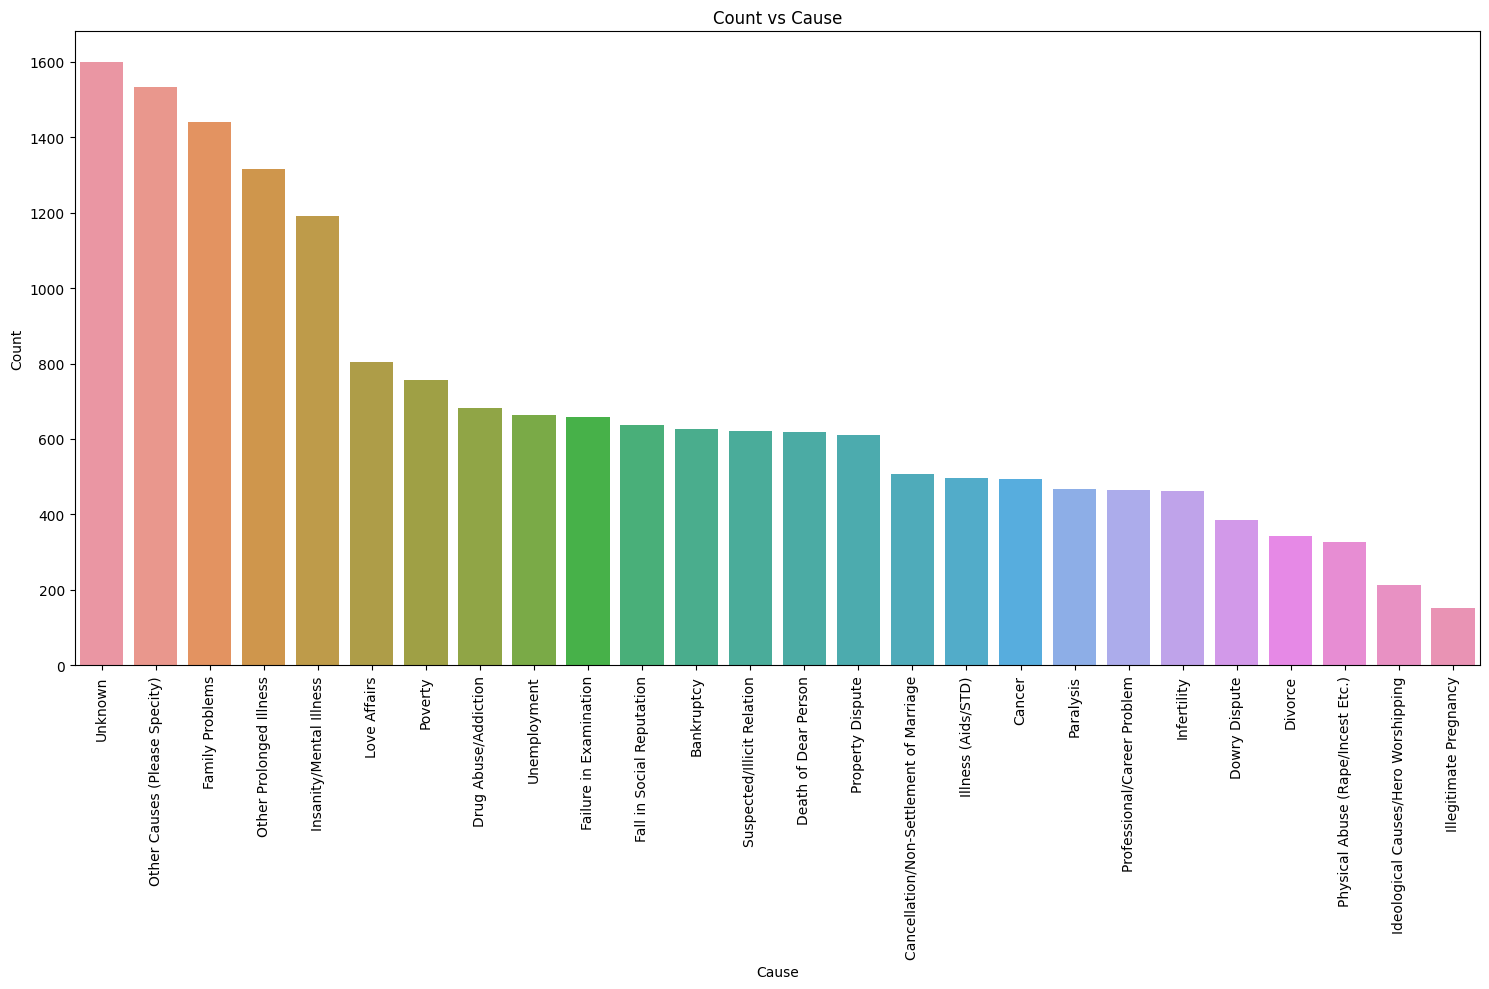 Count vs Cause
Count
1600
1400
1200
1000
800
600
400
200
0
Unknown
Other Causes (Please Specity)
Family Problems
Other Prolonged Illness
Insanity/Mental Illness
Love Affairs
Poverty
Drug Abuse/Addiction
Unemployment
Failure in Examination
Fall in Social Reputation
Bankruptcy
Suspected/Illicit Relation
Death of Dear Person
Property Dispute
Cancellation/Non-Settlement of Marriage
Illness (Aids/STD)
Cancer
Paralysis
Professional/Career Problem
Infertility
Dowry Dispute
Divorce
Physical Abuse (Rape/Incest Etc.)
Ideological Causes/Hero Worshipping
Illegitimate Pregnancy
Cause